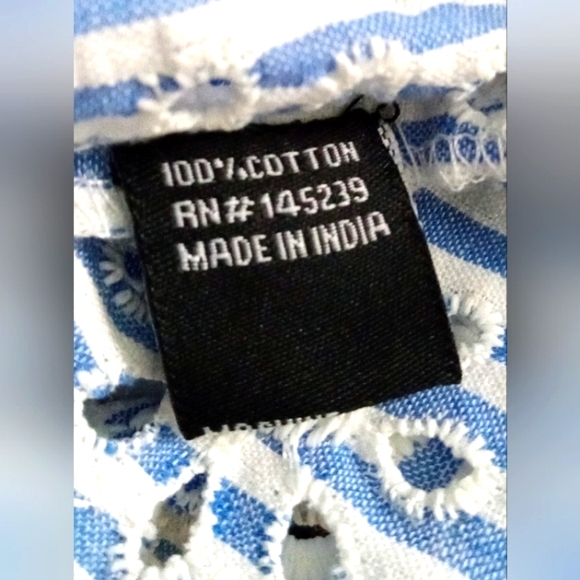 100% COTTON
RN# 145239
MADE IN INDIA